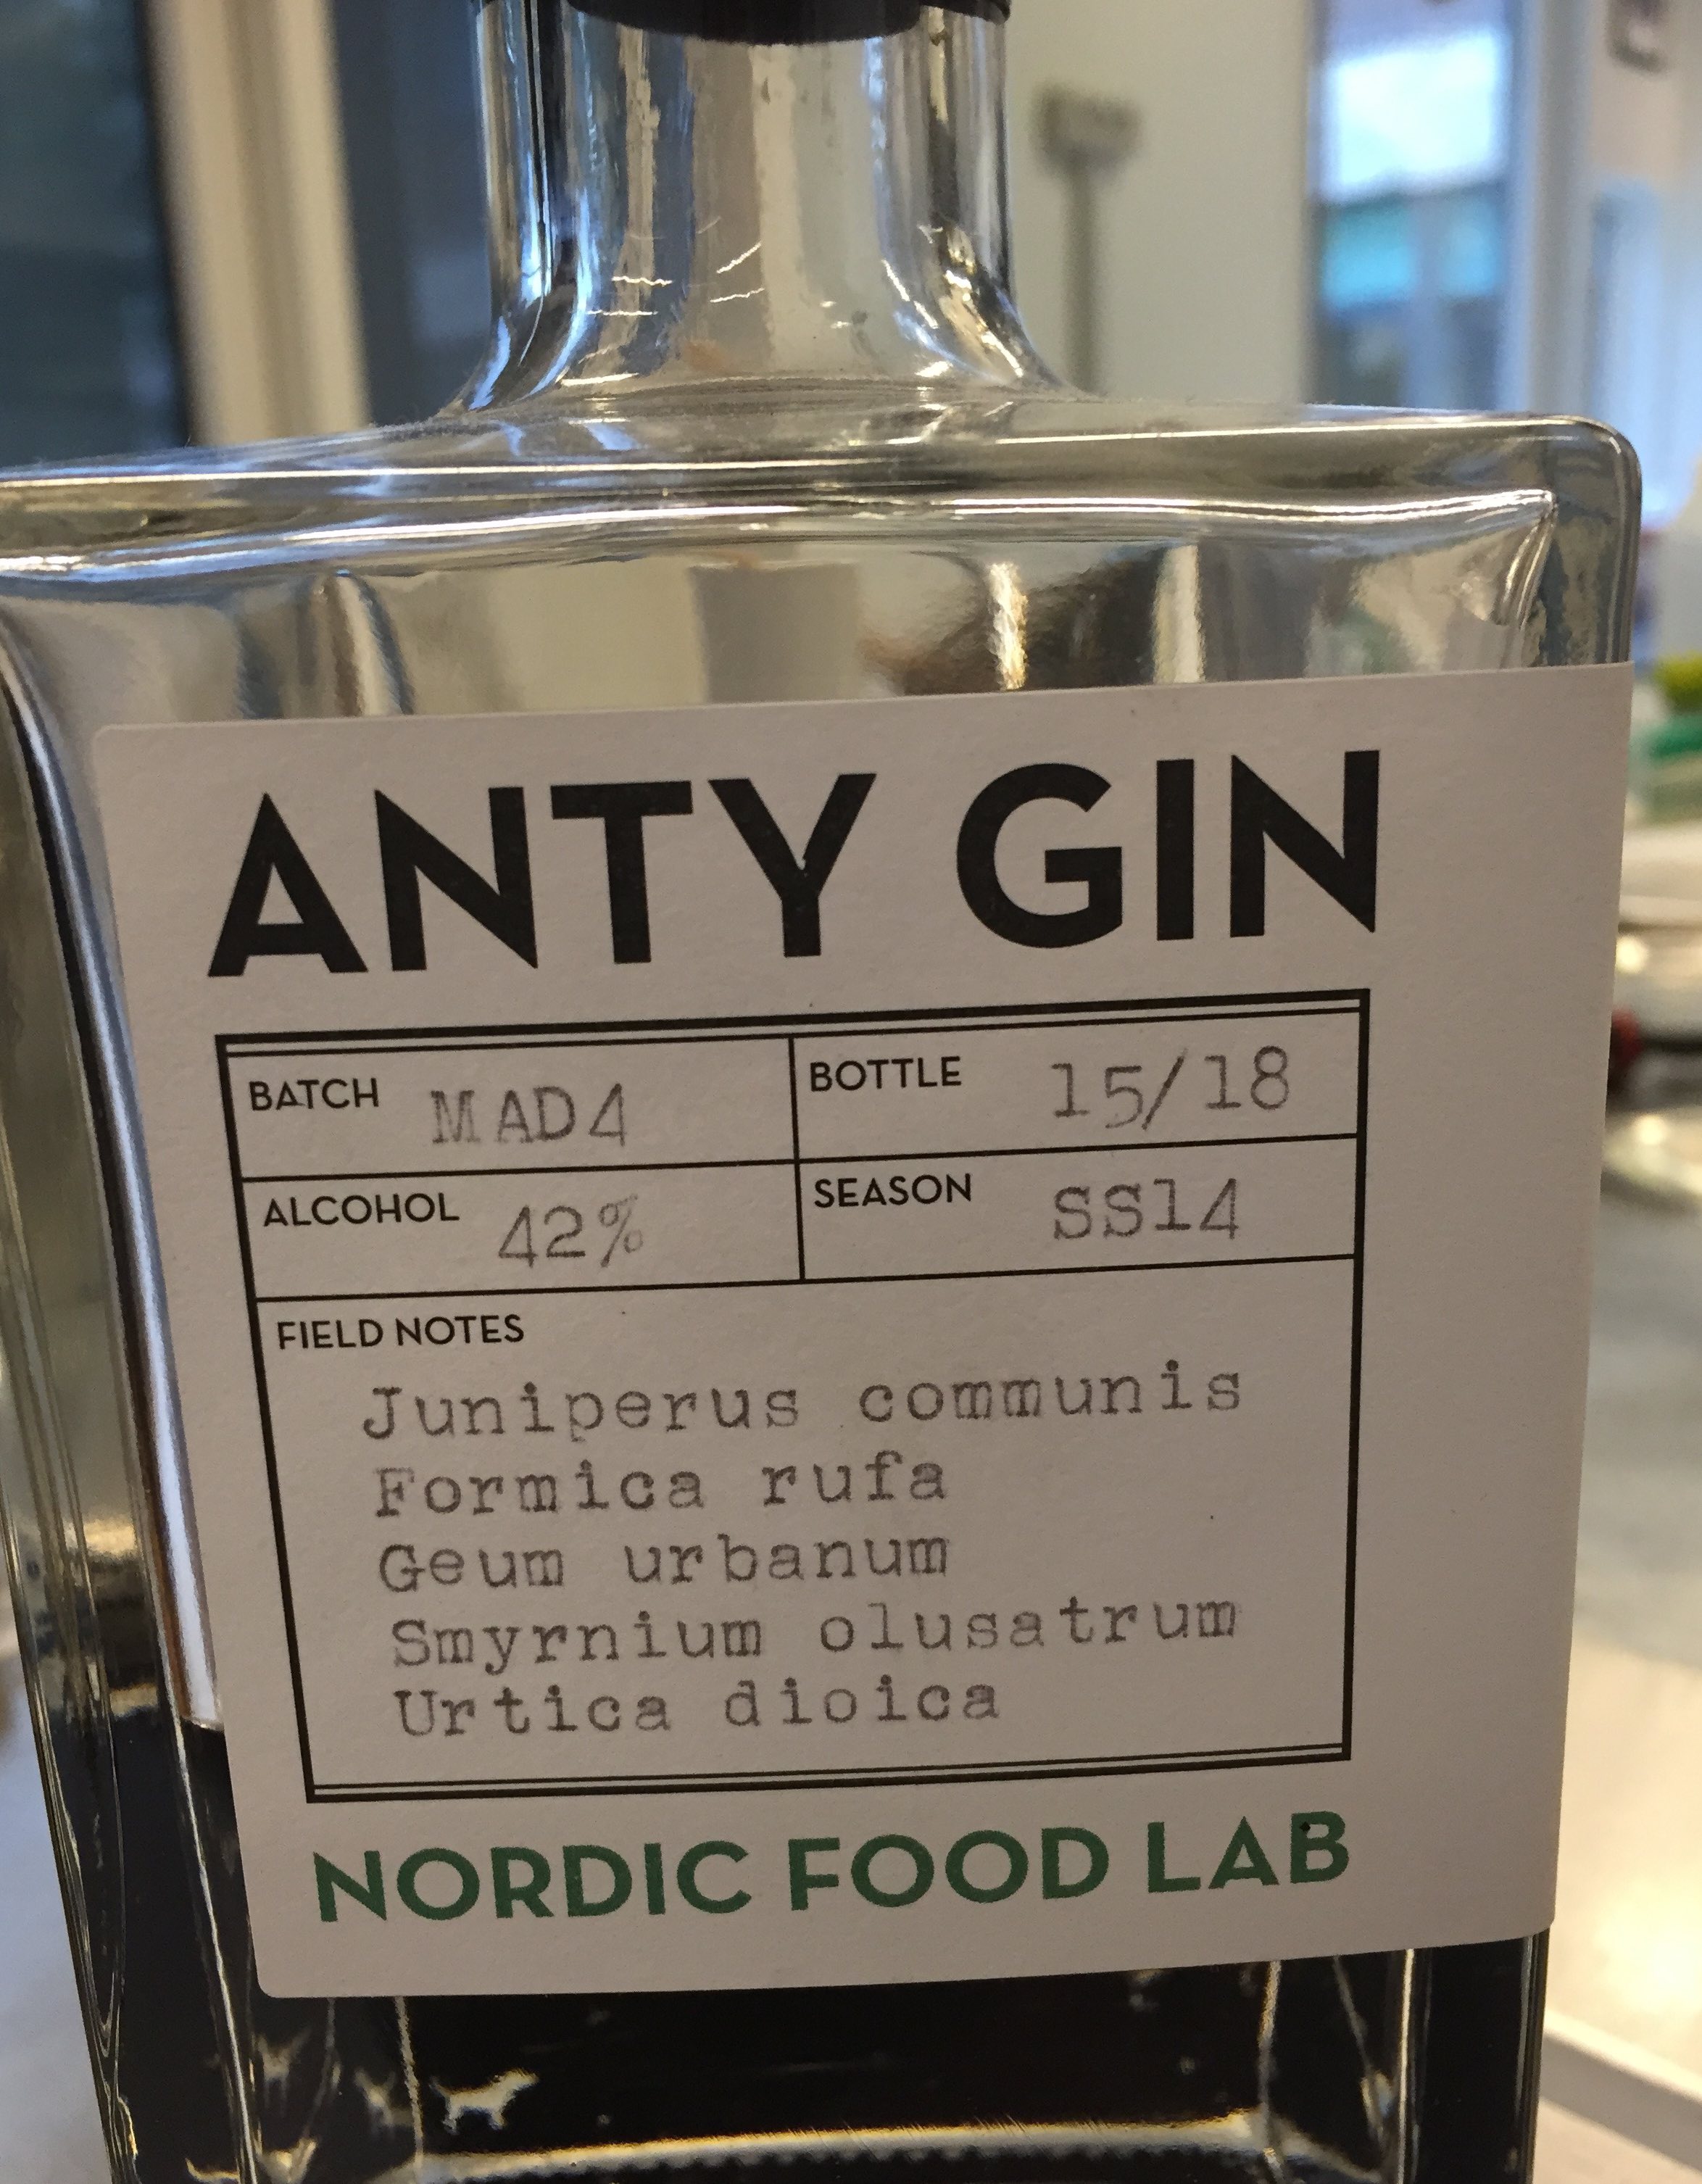 ANTY GIN
BATCH MAD4
BOTTLE 15/18
ALCOHOL 42%
SEASON SS14
FIELD NOTES
Juniperus communis
Formica rufa
Geum urbanum
Smyrnium olusatrum
Urtica dioica
NORDIC FOOD LAB